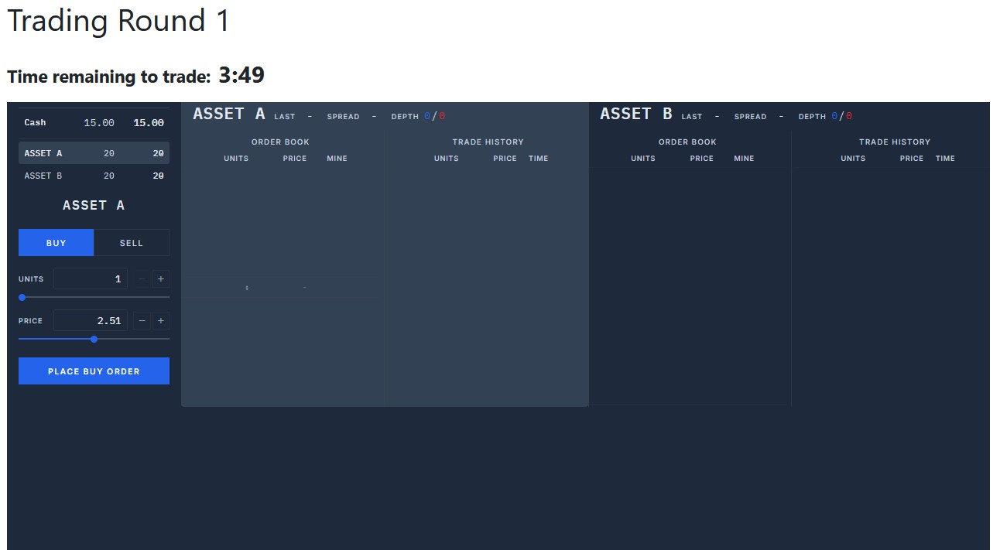 Trading Round 1
Time remaining to trade: 3:49
Cash 15.00 15.00
ASSET A 20 20
ASSET B 20 20
ASSET A
BUY SELL
UNITS 1 − +
PRICE 2.51 − +
PLACE BUY ORDER
ASSET A LAST - SPREAD - DEPTH 0/0
ORDER BOOK
UNITS PRICE MINE
↕ -
TRADE HISTORY
UNITS PRICE TIME
ASSET B LAST - SPREAD - DEPTH 0/0
ORDER BOOK
UNITS PRICE MINE
TRADE HISTORY
UNITS PRICE TIME